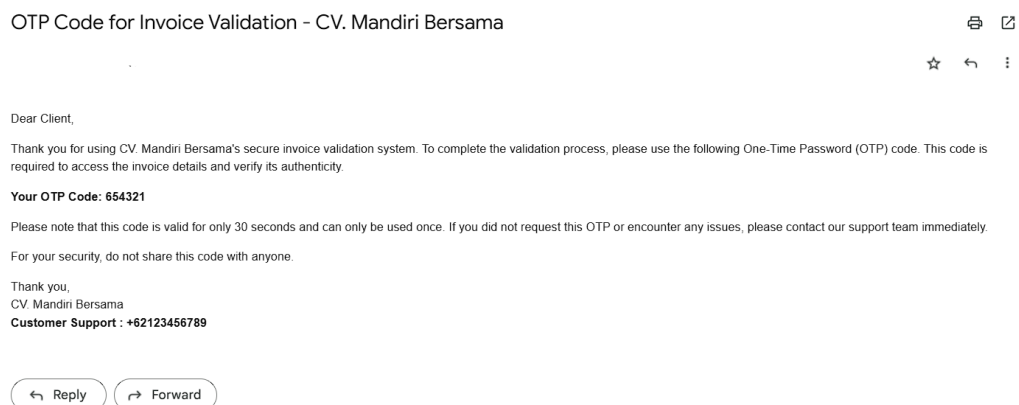 OTP Code for Invoice Validation - CV. Mandiri Bersama
Dear Client,
Thank you for using CV. Mandiri Bersama's secure invoice validation system. To complete the validation process, please use the following One-Time Password (OTP) code. This code is
required to access the invoice details and verify its authenticity.
Your OTP Code: 654321
Please note that this code is valid for only 30 seconds and can only be used once. If you did not request this OTP or encounter any issues, please contact our support team immediately.
For your security, do not share this code with anyone.
Thank you,
CV. Mandiri Bersama
Customer Support : +62123456789
Reply Forward